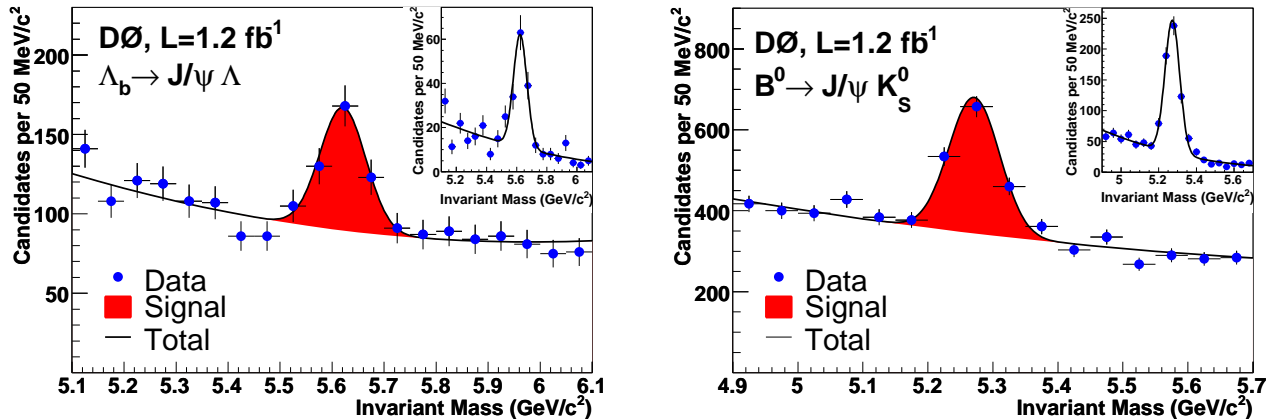 Candidates per 50 MeV/c²
200
150
100
50
DØ, L=1.2 fb⁻¹
Λb→ J/ψ Λ
Candidates per 50 MeV/c²
60
40
20
0
5.2 5.4 5.6 5.8 6
Invariant Mass (GeV/c²)
Data
Signal
Total
5.1 5.2 5.3 5.4 5.5 5.6 5.7 5.8 5.9 6 6.1
Invariant Mass (GeV/c²)
Candidates per 50 MeV/c²
800
600
400
200
DØ, L=1.2 fb⁻¹
B⁰→ J/ψ K⁰S
Candidates per 50 MeV/c²
250
200
150
100
50
0
5 5.2 5.4 5.6
Invariant Mass (GeV/c²)
Data
Signal
Total
4.9 5 5.1 5.2 5.3 5.4 5.5 5.6 5.7
Invariant Mass (GeV/c²)